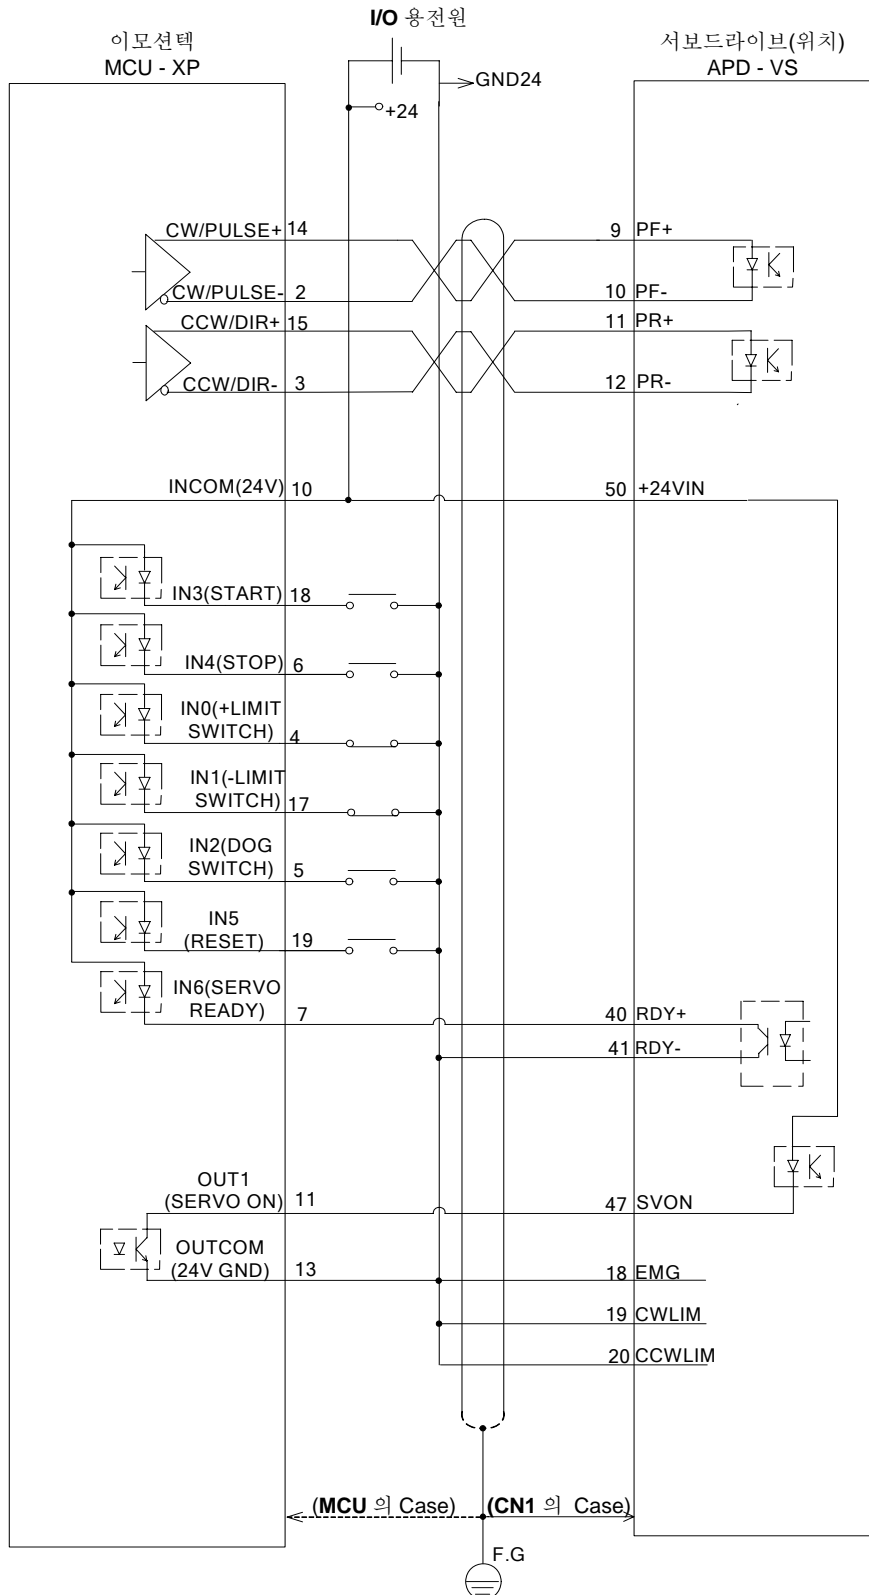 I/O 용전원
이모션텍
MCU - XP
서보드라이브(위치)
APD - VS
GND24
+24
CW/PULSE+ 14
9 PF+
CW/PULSE- 2
10 PF-
CCW/DIR+ 15
11 PR+
CCW/DIR- 3
12 PR-
INCOM(24V) 10
50 +24VIN
IN3(START) 18
IN4(STOP) 6
IN0(+LIMIT
SWITCH) 4
IN1(-LIMIT
SWITCH) 17
IN2(DOG
SWITCH) 5
IN5
(RESET) 19
IN6(SERVO
READY) 7
40 RDY+
41 RDY-
OUT1
(SERVO ON) 11
47 SVON
OUTCOM
(24V GND) 13
18 EMG
19 CWLIM
20 CCWLIM
(MCU 의 Case)
(CN1 의 Case)
F.G